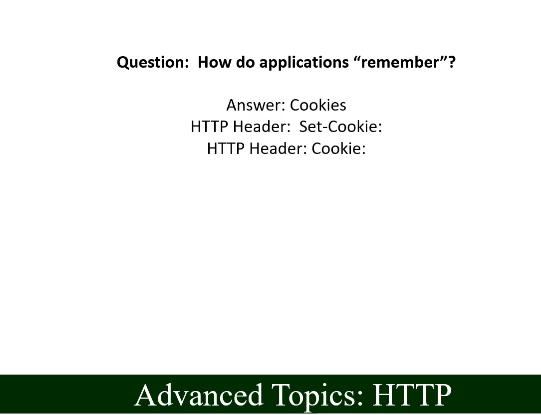 Question:  How do applications “remember”?
Answer: Cookies
HTTP Header:  Set-Cookie:
HTTP Header: Cookie:
Advanced Topics: HTTP